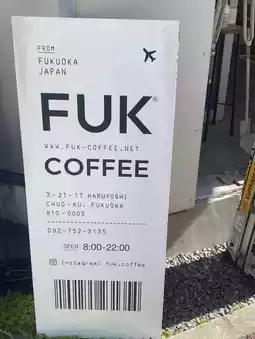 FROM
FUKUOKA
JAPAN
FUK®
WWW.FUK-COFFEE.NET
COFFEE
3-21-17 HARUYOSHI
CHUO-KU, FUKUOKA
810-0003
092-752-3135
OPEN 8:00-22:00
Instagram: fuk.coffee